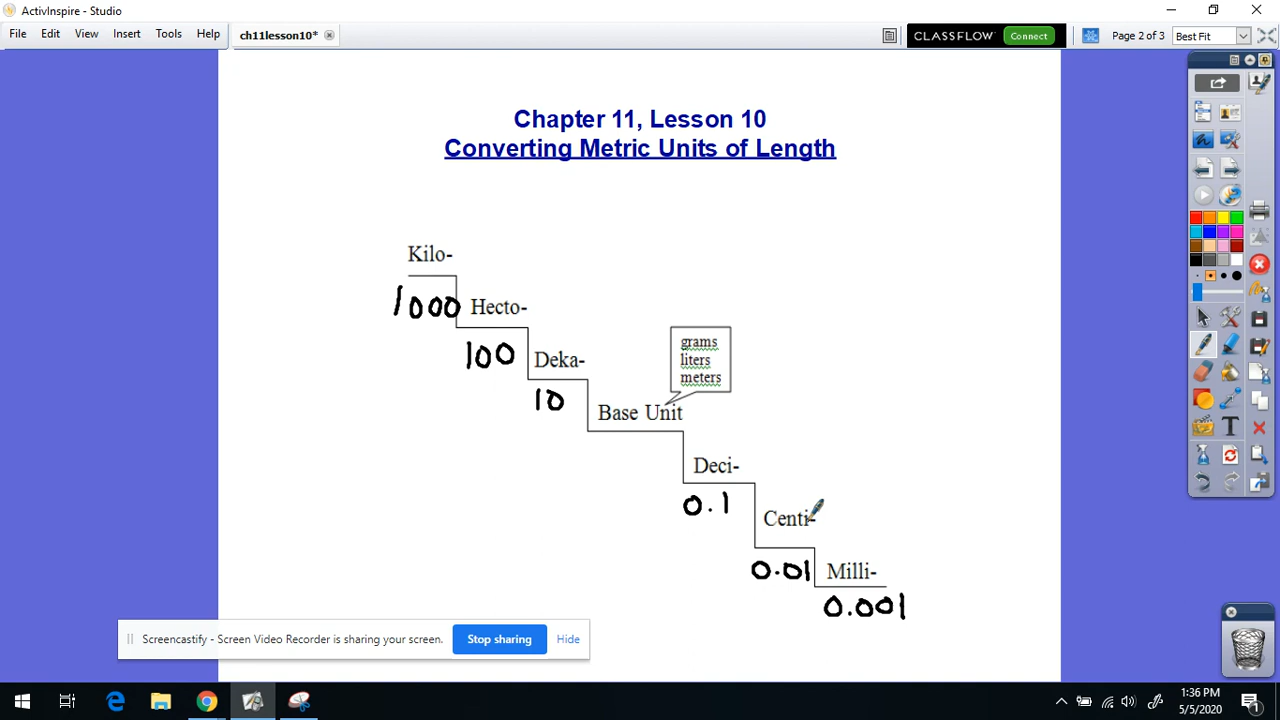 ActivInspire - Studio
File Edit View Insert Tools Help
ch11lesson10*
CLASSFLOW Connect
Page 2 of 3
Best Fit
Chapter 11, Lesson 10
Converting Metric Units of Length
Kilo-
1000
Hecto-
100
Deka-
10
grams
liters
meters
Base Unit
Deci-
0.1
Centi-
0.01
Milli-
0.001
Screencastify - Screen Video Recorder is sharing your screen.
Stop sharing
Hide
1:36 PM
5/5/2020
1